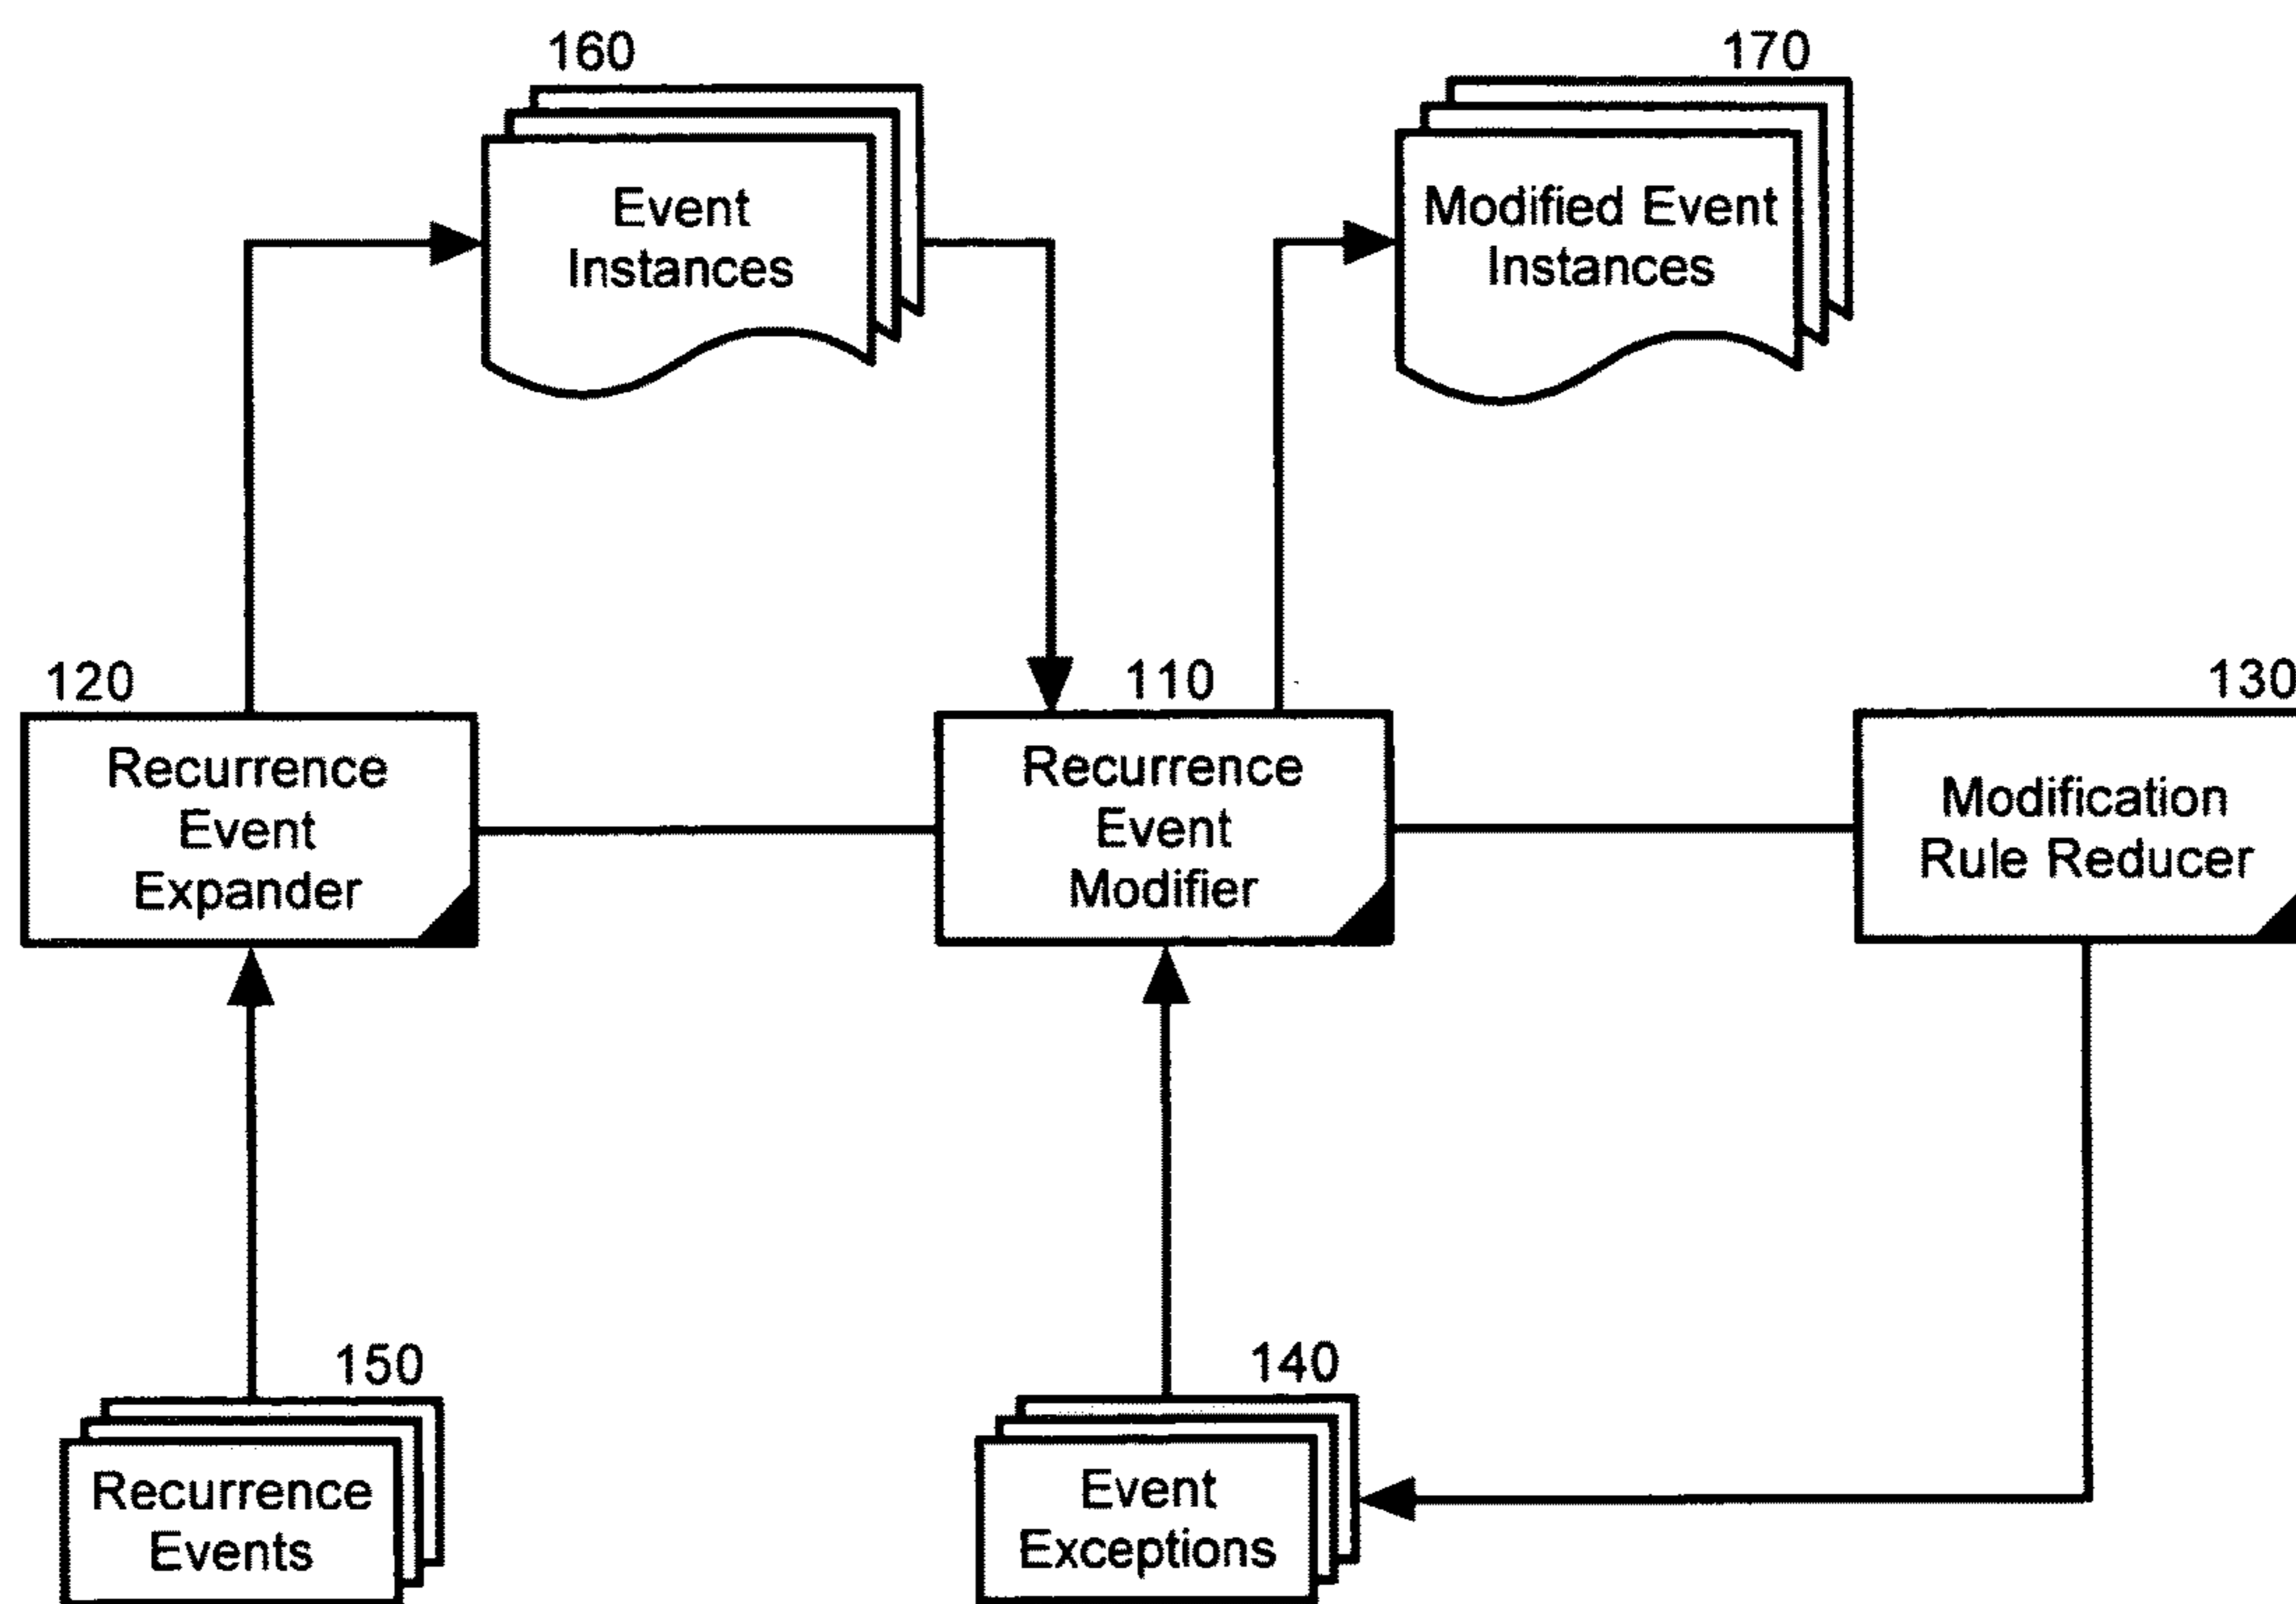 160
Event
Instances
170
Modified Event
Instances
120
Recurrence
Event
Expander
110
Recurrence
Event
Modifier
130
Modification
Rule Reducer
150
Recurrence
Events
140
Event
Exceptions